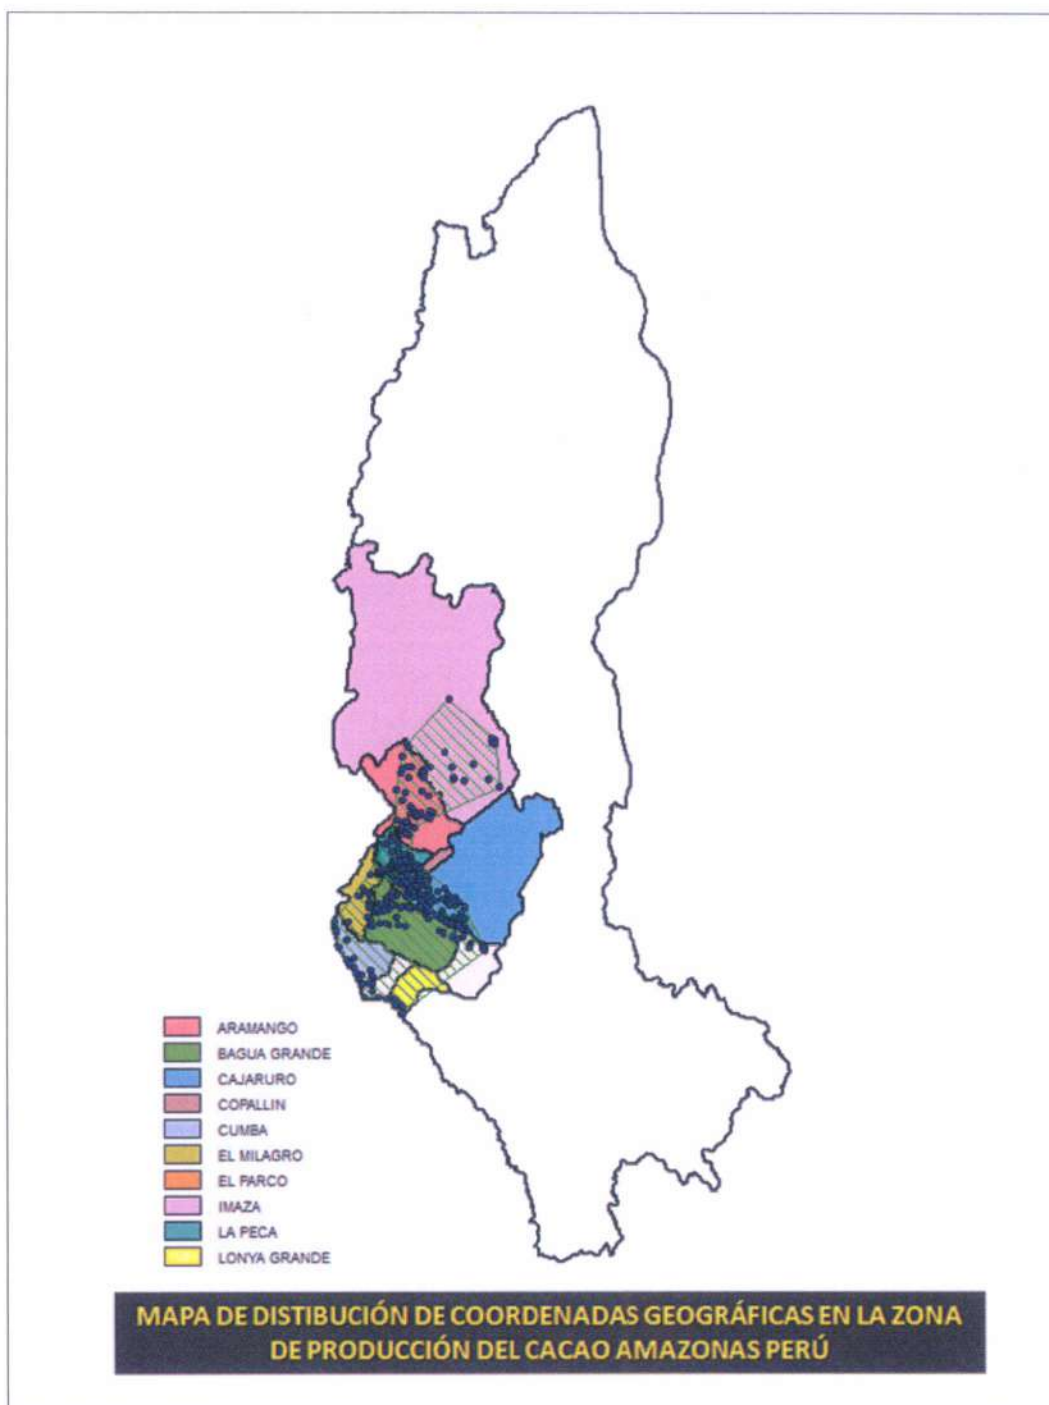 ARAMANGO
BAGUA GRANDE
CAJARURO
COPALLIN
CUMBA
EL MILAGRO
EL PARCO
IMAZA
LA PECA
LONYA GRANDE
MAPA DE DISTIBUCIÓN DE COORDENADAS GEOGRÁFICAS EN LA ZONA
DE PRODUCCIÓN DEL CACAO AMAZONAS PERÚ